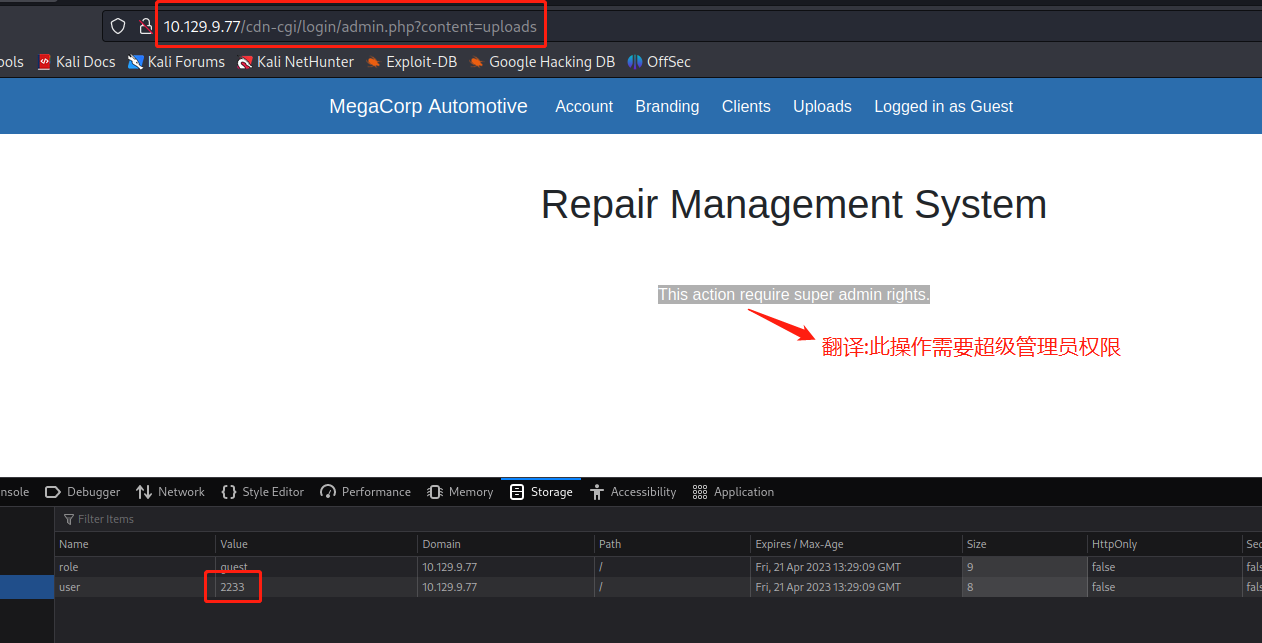 10.129.9.77/cdn-cgi/login/admin.php?content=uploads
ools Kali Docs Kali Forums Kali NetHunter Exploit-DB Google Hacking DB OffSec
MegaCorp Automotive Account Branding Clients Uploads Logged in as Guest
Repair Management System
This action require super admin rights.
翻译:此操作需要超级管理员权限
nsole Debugger Network Style Editor Performance Memory Storage Accessibility Application
Filter Items
Name Value Domain Path Expires / Max-Age Size HttpOnly Sec
role guest 10.129.9.77 / Fri, 21 Apr 2023 13:29:09 GMT 9 false fals
user 2233 10.129.9.77 / Fri, 21 Apr 2023 13:29:09 GMT 8 false fals